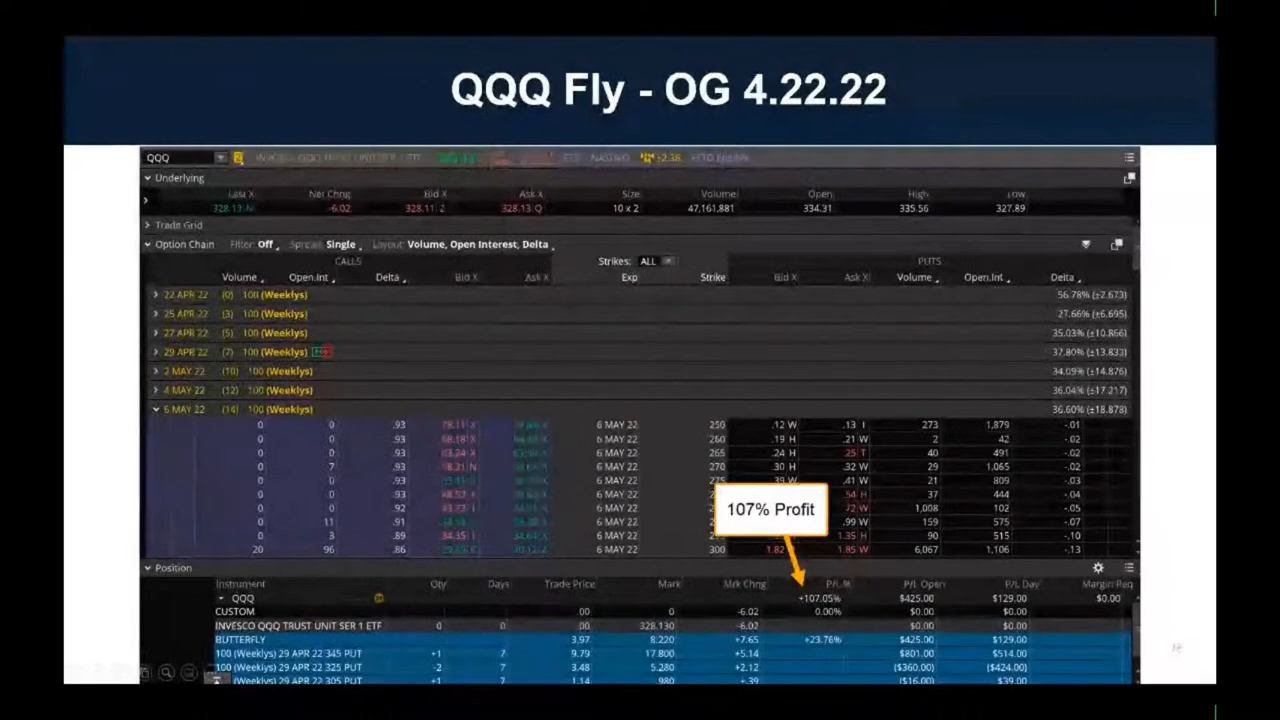 QQQ Fly - OG 4.22.22
QQQ
Underlying
Last X Net Chng Bid X Ask X Size Volume Open High Low
328.13 N -6.02 328.11 Z 328.13 Q 10 x 2 47,161,881 334.31 335.56 327.89
Trade Grid
Option Chain Filter: Off Spread: Single Layout: Volume, Open Interest, Delta
CALLS Strikes: ALL PUTS
Volume Open.Int Delta Bid X Ask X Exp Strike Bid X Ask X Volume Open.Int Delta
22 APR 22 (0) 100 (Weeklys) 56.78% (±2.673)
25 APR 22 (3) 100 (Weeklys) 27.66% (±6.695)
27 APR 22 (5) 100 (Weeklys) 35.03% (±10.866)
29 APR 22 (7) 100 (Weeklys) 37.80% (±13.833)
2 MAY 22 (10) 100 (Weeklys) 34.09% (±14.876)
4 MAY 22 (12) 100 (Weeklys) 36.04% (±17.217)
6 MAY 22 (14) 100 (Weeklys) 36.60% (±18.878)
0 0 .93 6 MAY 22 250 .12 W .13 I 273 1,879 -.01
0 0 .93 6 MAY 22 260 .19 H .21 W 2 42 -.02
0 0 .93 6 MAY 22 265 .24 H .25 T 40 491 -.02
0 7 .93 6 MAY 22 270 .30 H .32 W 29 1,065 -.02
0 0 .93 6 MAY 22 275 .39 W .41 W 21 809 -.03
0 0 .93 6 MAY 22 .54 H 37 444 -.04
0 0 .92 6 MAY 22 .72 W 1,008 102 -.05
0 11 .91 6 MAY 22 .99 W 159 575 -.07
0 3 .89 6 MAY 22 1.35 H 90 515 -.10
20 96 .86 6 MAY 22 300 1.82 1.85 W 6,067 1,106 -.13
107% Profit
Position
Instrument Qty Days Trade Price Mark Mrk Chng P/L % P/L Open P/L Day Margin Req
QQQ +107.05% $425.00 $129.00 $0.00
CUSTOM .00 0 -6.02 0.00% $0.00 $0.00
INVESCO QQQ TRUST UNIT SER 1 ETF 0 0 .00 328.130 -6.02 $0.00 $0.00
BUTTERFLY 3.97 8.220 +7.65 +23.76% $425.00 $129.00
100 (Weeklys) 29 APR 22 345 PUT +1 7 9.79 17.800 +5.14 $801.00 $514.00
100 (Weeklys) 29 APR 22 325 PUT -2 7 3.48 5.280 +2.12 ($360.00) ($424.00)
100 (Weeklys) 29 APR 22 305 PUT +1 7 1.14 .980 +.39 ($16.00) $39.00